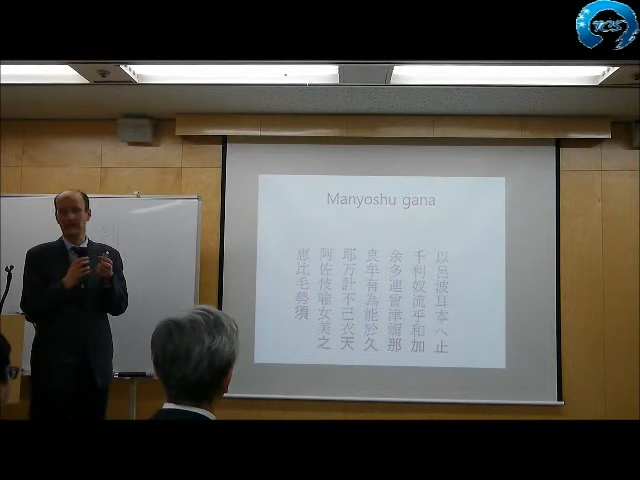 Manyoshu gana
以呂波耳本へ止
千利奴流乎和加
余多連曽津禰那
良牟有為能於久
耶万計不己衣天
阿佐伎喩女美之
恵比毛勢須